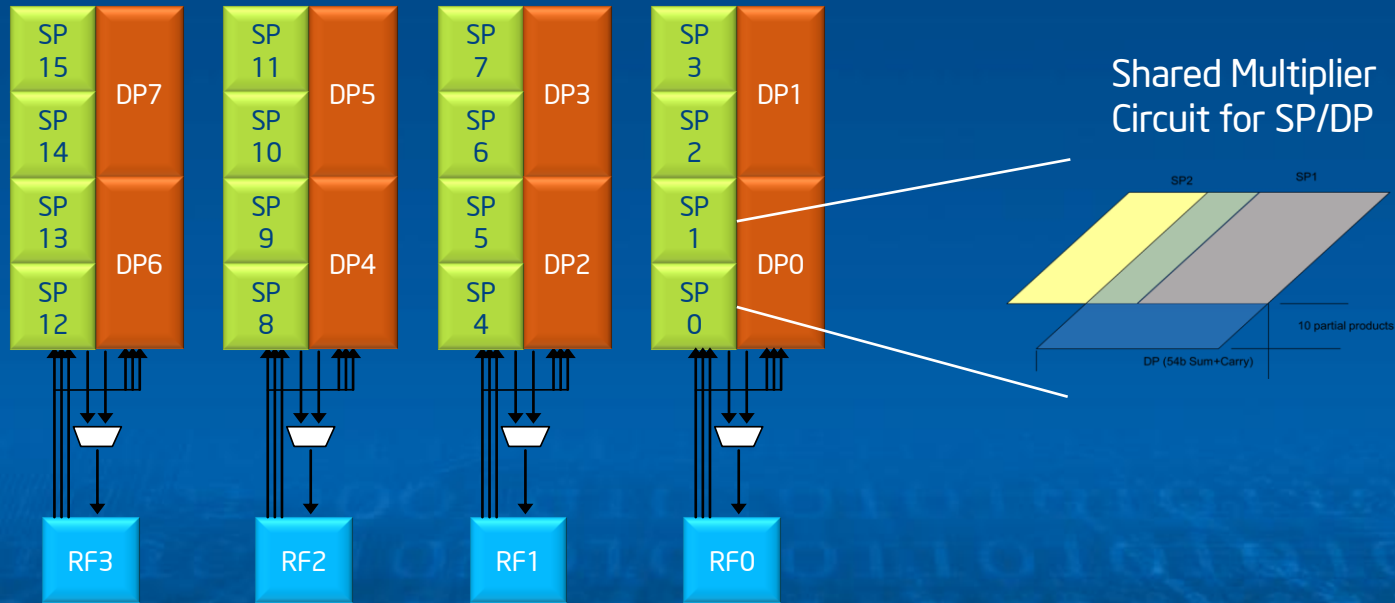 SP
15
SP
14
SP
13
SP
12
DP7
DP6
SP
11
SP
10
SP
9
SP
8
DP5
DP4
SP
7
SP
6
SP
5
SP
4
DP3
DP2
SP
3
SP
2
SP
1
SP
0
DP1
DP0
RF3
RF2
RF1
RF0
Shared Multiplier
Circuit for SP/DP
SP2
SP1
10 partial products
DP (54b Sum+Carry)